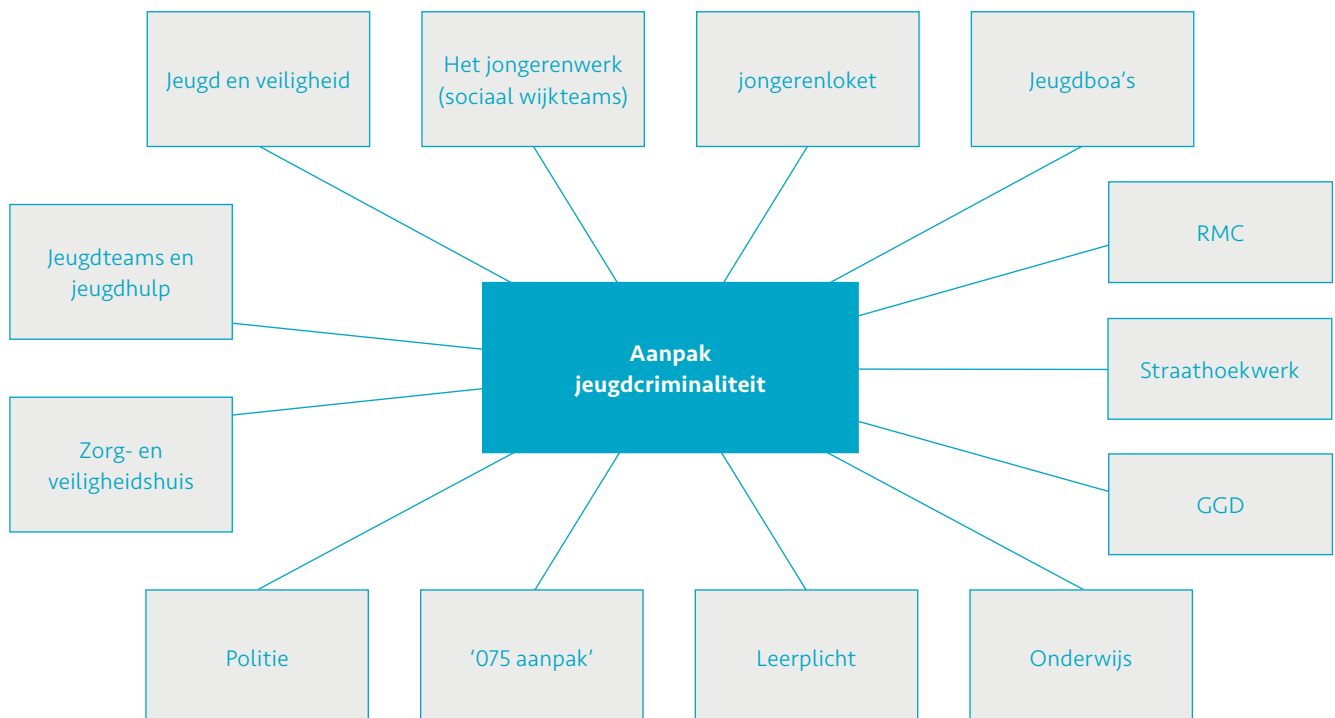 Jeugd en veiligheid
Het jongerenwerk
(sociaal wijkteams)
jongerenloket
Jeugdboa’s
Jeugdteams en
jeugdhulp
RMC
Aanpak
jeugdcriminaliteit
Straathoekwerk
Zorg- en
veiligheidshuis
GGD
Politie
‘075 aanpak’
Leerplicht
Onderwijs